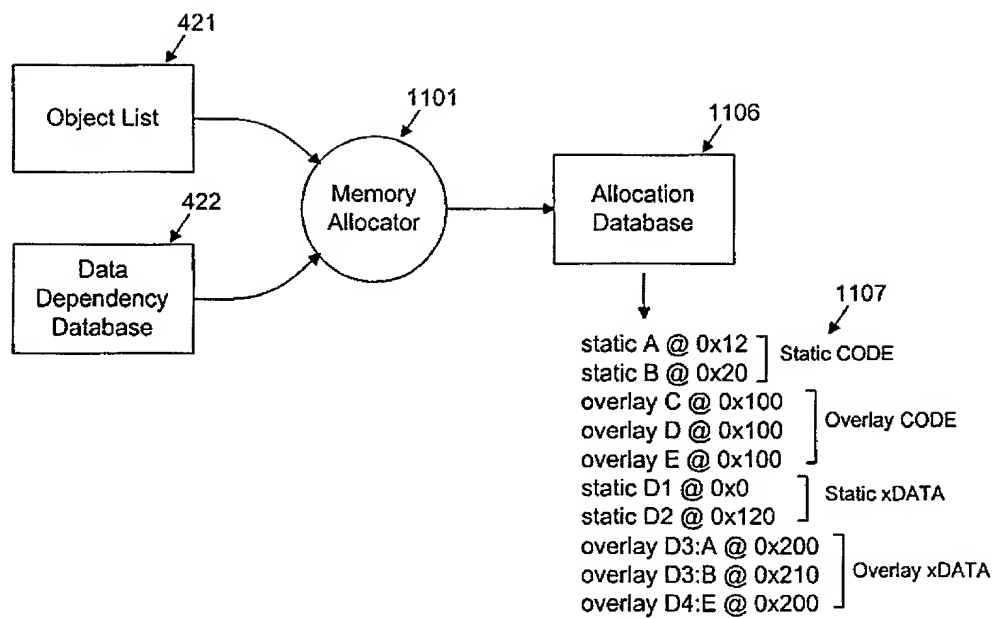 421
Object List
1101
Memory
Allocator
1106
Allocation
Database
422
Data
Dependency
Database
1107
static A @ 0x12
static B @ 0x20
Static CODE
overlay C @ 0x100
overlay D @ 0x100
overlay E @ 0x100
Overlay CODE
static D1 @ 0x0
static D2 @ 0x120
Static xDATA
overlay D3:A @ 0x200
overlay D3:B @ 0x210
overlay D4:E @ 0x200
Overlay xDATA